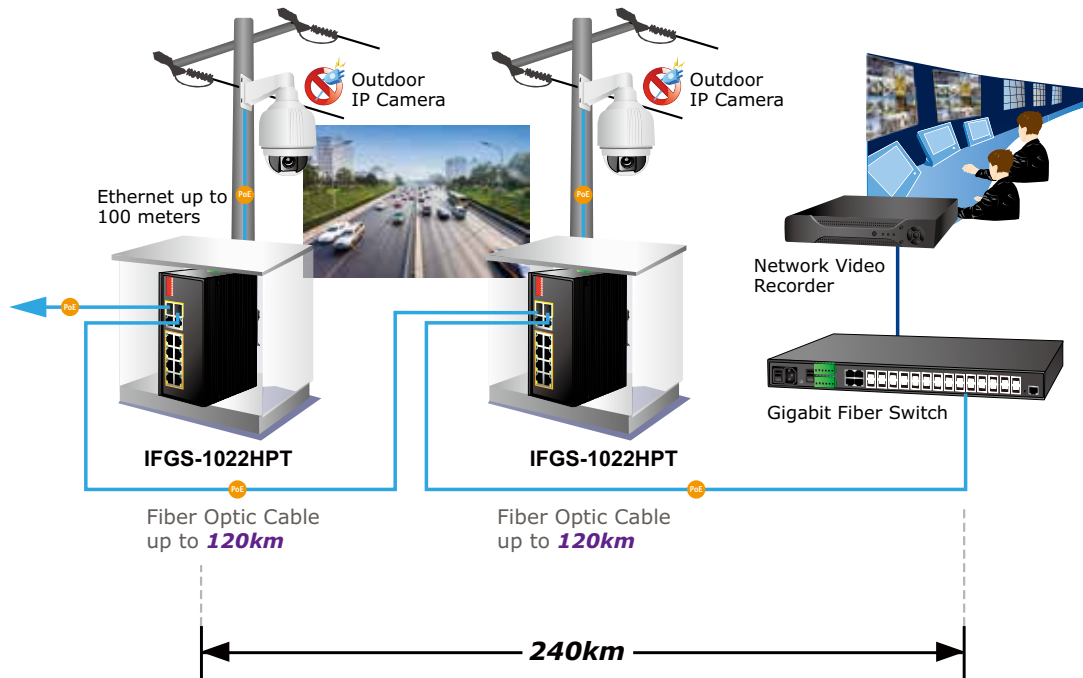 Outdoor
IP Camera
Outdoor
IP Camera
Ethernet up to
100 meters
PoE
PoE
Network Video
Recorder
PoE
Gigabit Fiber Switch
IFGS-1022HPT
IFGS-1022HPT
PoE
PoE
Fiber Optic Cable
up to 120km
Fiber Optic Cable
up to 120km
240km